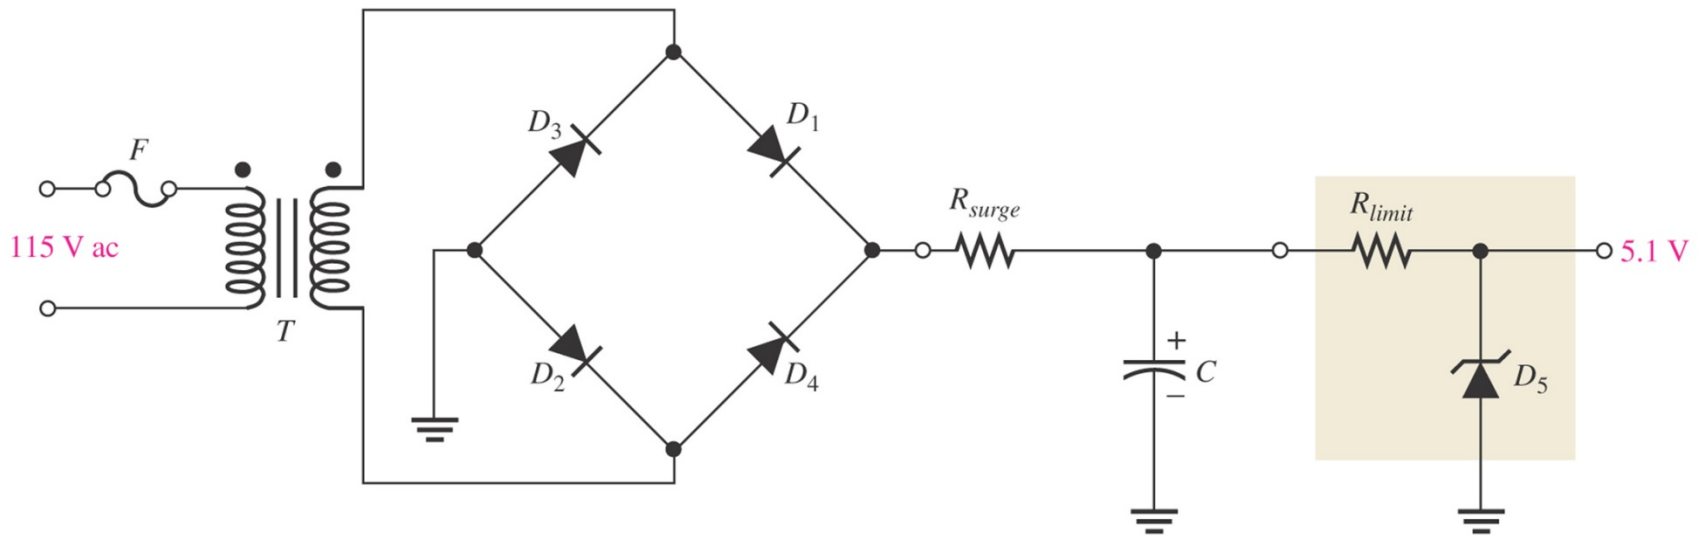 F
115 V ac
T
D3
D1
D2
D4
Rsurge
+
C
−
Rlimit
D5
5.1 V